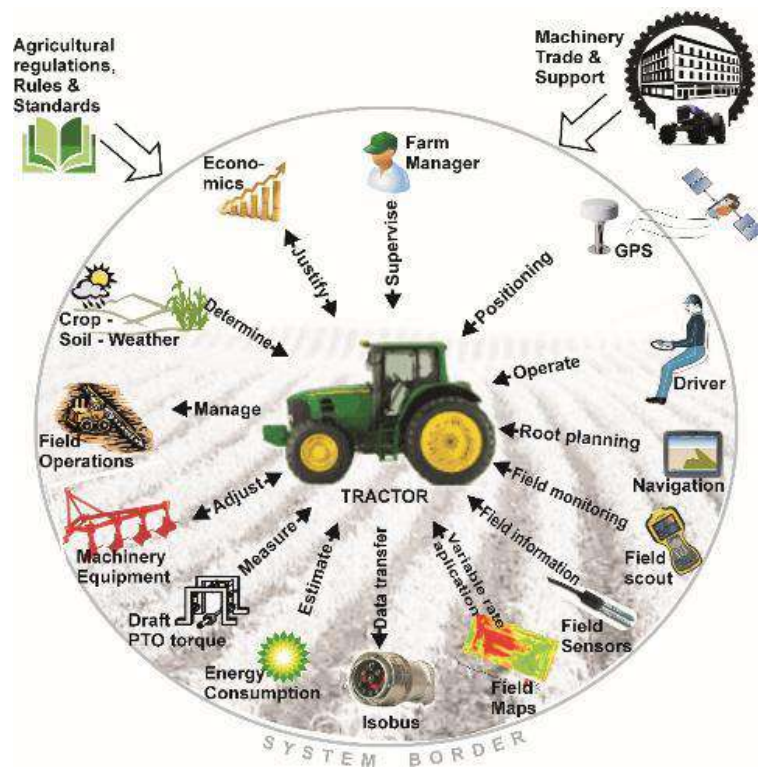 Agricultural
regulations,
Rules &
Standards
Machinery
Trade &
Support
Econo-
mics
Farm
Manager
GPS
Justify
Supervise
Positioning
Crop -
Soil - Weather
Determine
Operate
Driver
Manage
Field
Operations
Root planning
Navigation
TRACTOR
Adjust
Machinery
Equipment
Field monitoring
Field
scout
Measure
Draft
PTO torque
Estimate
Energy
Consumption
Data transfer
Isobus
Variable rate
aplication
Field
Maps
Field information
Field
Sensors
SYSTEM BORDER